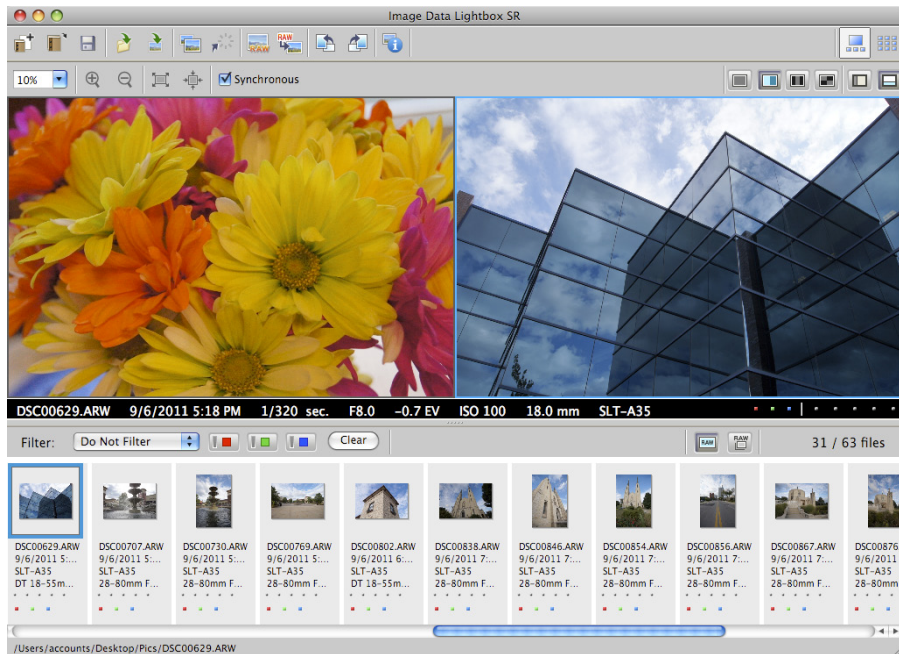 Image Data Lightbox SR
RAW
10%
Synchronous
DSC00629.ARW 9/6/2011 5:18 PM 1/320 sec. F8.0 −0.7 EV ISO 100 18.0 mm SLT–A35
Filter: Do Not Filter Clear RAW RAW 31 / 63 files
DSC00629.ARW DSC00707.ARW DSC00730.ARW DSC00769.ARW DSC00802.ARW DSC00838.ARW DSC00846.ARW DSC00854.ARW DSC00856.ARW DSC00867.ARW DSC00876
9/6/2011 5:... 9/6/2011 5:... 9/6/2011 5:... 9/6/2011 5:... 9/6/2011 6:... 9/6/2011 7:... 9/6/2011 7:... 9/6/2011 7:... 9/6/2011 7:... 9/6/2011 7:... 9/6/2011
SLT–A35 SLT–A35 SLT–A35 SLT–A35 SLT–A35 SLT–A35 SLT–A35 SLT–A35 SLT–A35 SLT–A35 SLT–A35
DT 18–55m... 28–80mm F... 28–80mm F... 28–80mm F... DT 18–55m... 28–80mm F... 28–80mm F... 28–80mm F... 28–80mm F... 28–80mm F... 28–80mm
/Users/accounts/Desktop/Pics/DSC00629.ARW